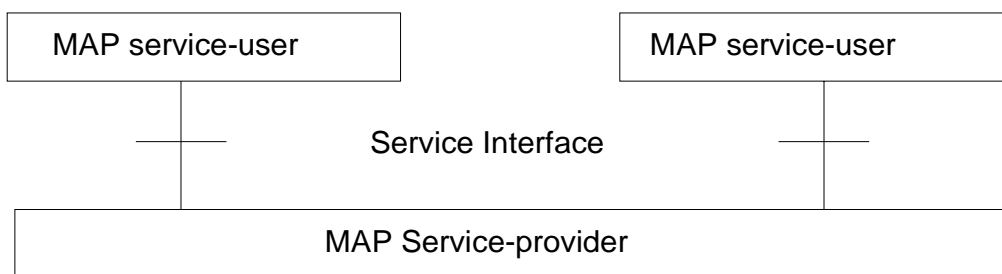 MAP service-user
MAP service-user
Service Interface
MAP Service-provider